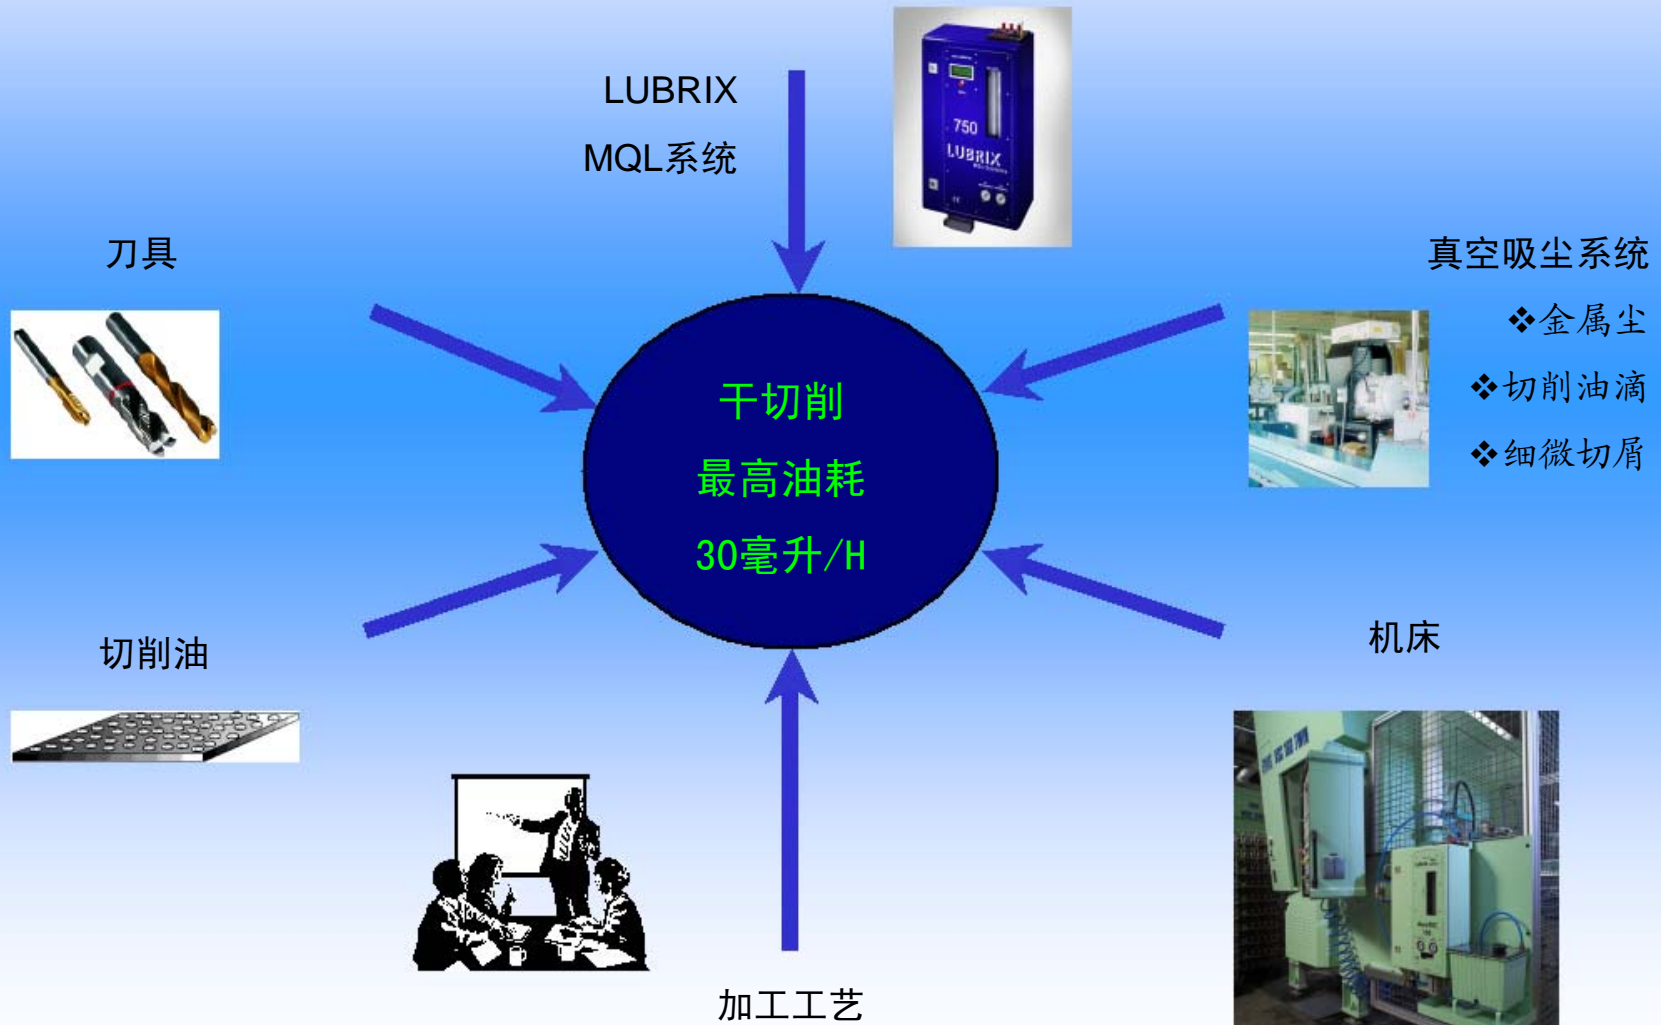 LUBRIX
MQL系统
750
LUBRIX
刀具
真空吸尘系统
❖金属尘
❖切削油滴
❖细微切屑
干切削
最高油耗
30毫升/H
切削油
机床
加工工艺